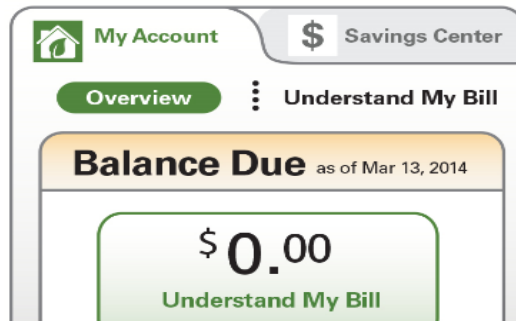 My Account $ Savings Center
Overview Understand My Bill
Balance Due as of Mar 13, 2014
$0.00
Understand My Bill